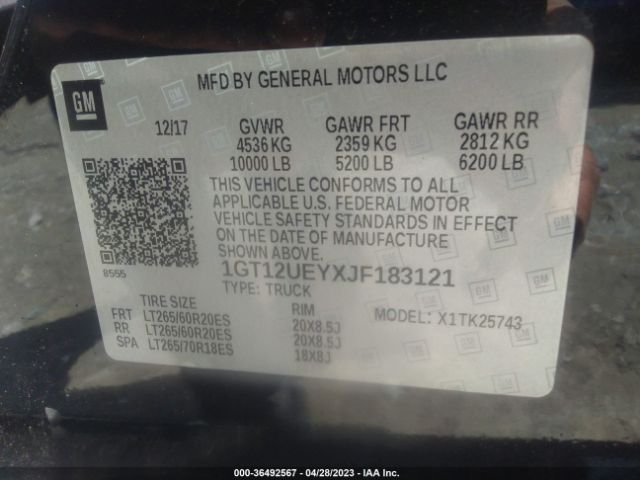 GM
MFD BY GENERAL MOTORS LLC
12/17 GVWR GAWR FRT GAWR RR
4536 KG 2359 KG 2812 KG
10000 LB 5200 LB 6200 LB
THIS VEHICLE CONFORMS TO ALL
APPLICABLE U.S. FEDERAL MOTOR
VEHICLE SAFETY STANDARDS IN EFFECT
ON THE DATE OF MANUFACTURE
SHOWN ABOVE.
8555
1GT12UEYXJF183121
TYPE: TRUCK
TIRE SIZE RIM MODEL: X1TK25743
FRT LT265/60R20ES 20X8.5J
RR LT265/60R20ES 20X8.5J
SPA LT265/70R18ES 18X8J
000-36492567 - 04/28/2023 - IAA Inc.